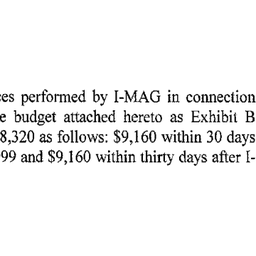 ces performed by I-MAG in connection
e budget attached hereto as Exhibit B
8,320 as follows: $9,160 within 30 days
99 and $9,160 within thirty days after I-